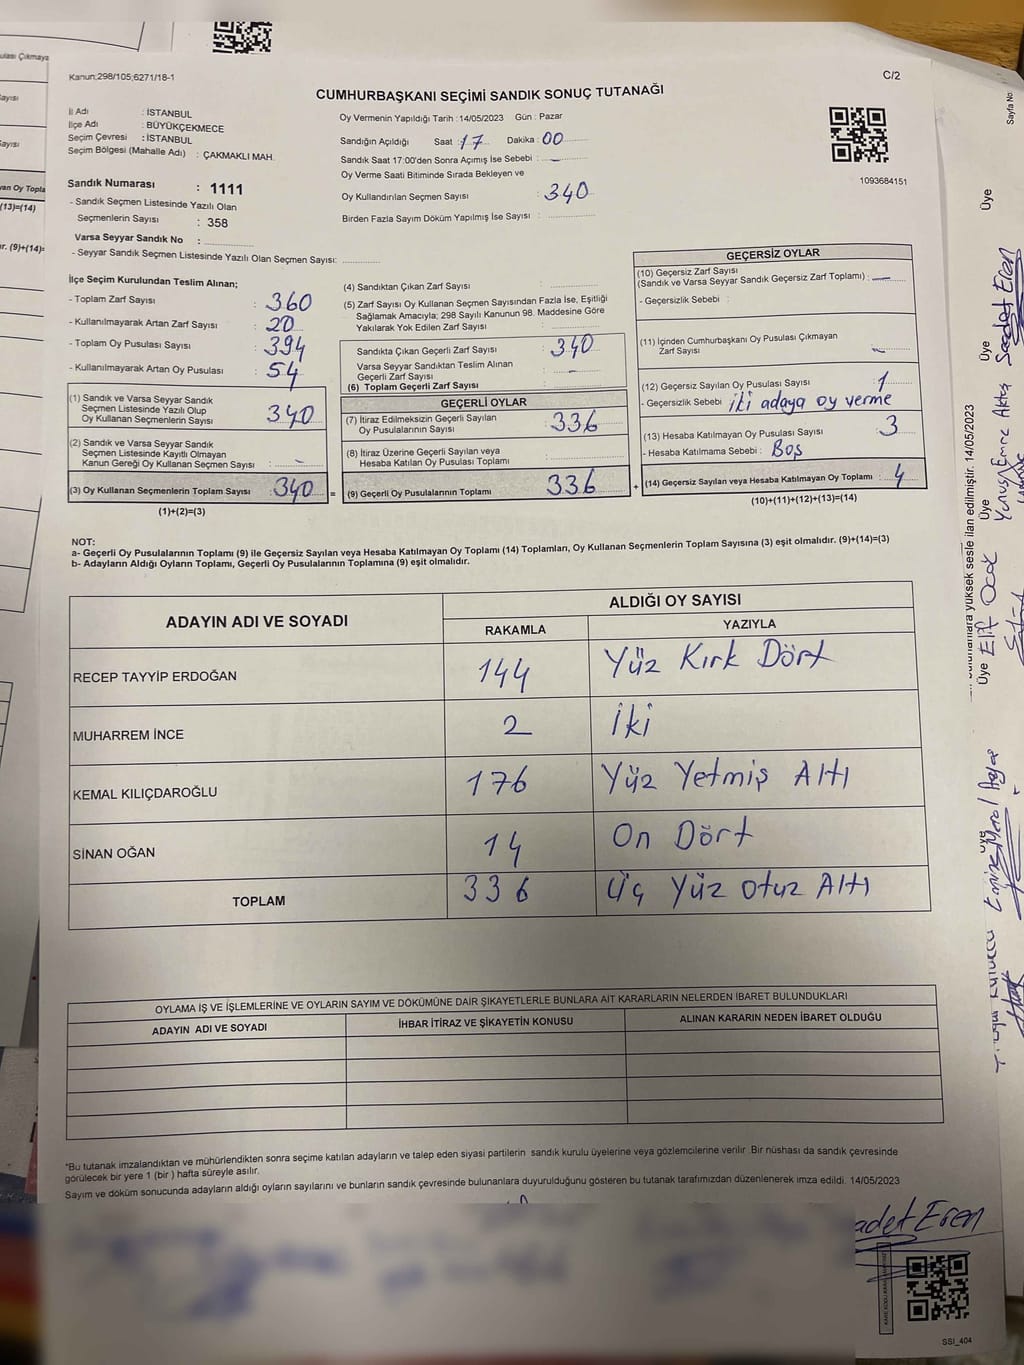 Kanun;298/105;6271/18-1
C/2
CUMHURBAŞKANI SEÇİMİ SANDIK SONUÇ TUTANAĞI
İl Adı : İSTANBUL
İlçe Adı : BÜYÜKÇEKMECE
Seçim Çevresi : İSTANBUL
Seçim Bölgesi (Mahalle Adı) : ÇAKMAKLI MAH.
Sandık Numarası : 1111
- Sandık Seçmen Listesinde Yazılı Olan
Seçmenlerin Sayısı : 358
Varsa Seyyar Sandık No :
- Seyyar Sandık Seçmen Listesinde Yazılı Olan Seçmen Sayısı:
Oy Vermenin Yapıldığı Tarih :14/05/2023 Gün : Pazar
Sandığın Açıldığı Saat :17 Dakika :00
Sandık Saat 17:00'den Sonra Açımış İse Sebebi : –
Oy Verme Saati Bitiminde Sırada Bekleyen ve
Oy Kullandırılan Seçmen Sayısı : 340
Birden Fazla Sayım Döküm Yapılmış İse Sayısı :
1093684151
İlçe Seçim Kurulundan Teslim Alınan;
- Toplam Zarf Sayısı : 360
- Kullanılmayarak Artan Zarf Sayısı : 20
- Toplam Oy Pusulası Sayısı : 394
- Kullanılmayarak Artan Oy Pusulası : 54
(1) Sandık ve Varsa Seyyar Sandık
Seçmen Listesinde Yazılı Olup
Oy Kullanan Seçmenlerin Sayısı : 340
(2) Sandık ve Varsa Seyyar Sandık
Seçmen Listesinde Kayıtlı Olmayan
Kanun Gereği Oy Kullanan Seçmen Sayısı : –
(3) Oy Kullanan Seçmenlerin Toplam Sayısı : 340 =
(1)+(2)=(3)
(4) Sandıktan Çıkan Zarf Sayısı :
(5) Zarf Sayısı Oy Kullanan Seçmen Sayısından Fazla İse, Eşitliği
Sağlamak Amacıyla; 298 Sayılı Kanunun 98. Maddesine Göre
Yakılarak Yok Edilen Zarf Sayısı :
Sandıkta Çıkan Geçerli Zarf Sayısı : 340
Varsa Seyyar Sandıktan Teslim Alınan
Geçerli Zarf Sayısı : –
(6) Toplam Geçerli Zarf Sayısı :
GEÇERLİ OYLAR
(7) İtiraz Edilmeksizin Geçerli Sayılan
Oy Pusulalarının Sayısı : 336
(8) İtiraz Üzerine Geçerli Sayılan veya
Hesaba Katılan Oy Pusulası Toplamı :
(9) Geçerli Oy Pusulalarının Toplamı : 336 +
GEÇERSİZ OYLAR
(10) Geçersiz Zarf Sayısı
(Sandık ve Varsa Seyyar Sandık Geçersiz Zarf Toplamı) : –
- Geçersizlik Sebebi :
(11) İçinden Cumhurbaşkanı Oy Pusulası Çıkmayan
Zarf Sayısı : –
(12) Geçersiz Sayılan Oy Pusulası Sayısı : 1
- Geçersizlik Sebebi : iki adaya oy verme
(13) Hesaba Katılmayan Oy Pusulası Sayısı : 3
- Hesaba Katılmama Sebebi : Boş
(14) Geçersiz Sayılan veya Hesaba Katılmayan Oy Toplamı : 4
(10)+(11)+(12)+(13)=(14)
NOT:
a- Geçerli Oy Pusulalarının Toplamı (9) ile Geçersiz Sayılan veya Hesaba Katılmayan Oy Toplamı (14) Toplamları, Oy Kullanan Seçmenlerin Toplam Sayısına (3) eşit olmalıdır. (9)+(14)=(3)
b- Adayların Aldığı Oyların Toplamı, Geçerli Oy Pusulalarının Toplamına (9) eşit olmalıdır.
ADAYIN ADI VE SOYADI
ALDIĞI OY SAYISI
RAKAMLA YAZIYLA
RECEP TAYYİP ERDOĞAN 144 Yüz Kırk Dört
MUHARREM İNCE 2 İki
KEMAL KILIÇDAROĞLU 176 Yüz Yetmiş Altı
SİNAN OĞAN 14 On Dört
TOPLAM 336 Üç Yüz Otuz Altı
OYLAMA İŞ VE İŞLEMLERİNE VE OYLARIN SAYIM VE DÖKÜMÜNE DAİR ŞİKAYETLERLE BUNLARA AİT KARARLARIN NELERDEN İBARET BULUNDUKLARI
ADAYIN ADI VE SOYADI İHBAR İTİRAZ VE ŞİKAYETİN KONUSU ALINAN KARARIN NEDEN İBARET OLDUĞU
*Bu tutanak imzalandıktan ve mühürlendikten sonra seçime katılan adayların ve talep eden siyasi partilerin sandık kurulu üyelerine veya gözlemcilerine verilir. Bir nüshası da sandık çevresinde
görülecek bir yere 1 (bir ) hafta süreyle asılır.
Sayım ve döküm sonucunda adayların aldığı oyların sayılarını ve bunların sandık çevresinde bulunanlara duyurulduğunu gösteren bu tutanak tarafımızdan düzenlenerek imza edildi. 14/05/2023
adet Eren
SSI_404
Sayfa No
yüksek sesle ilan edilmiştir. 14/05/2023
Üye
Üye Saadet Eren
Üye Yunus Emre Aktaş
Üye Elif Ocak
Üye
(13)=(14)